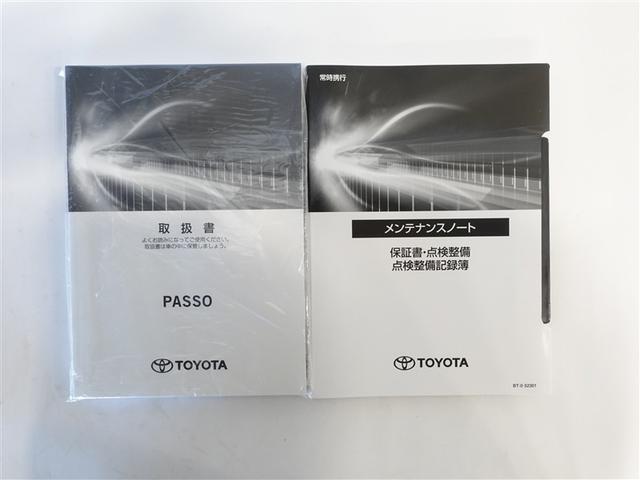 取扱書
よくお読みになってご使用ください。
取扱書は車の中に保管しましょう。
PASSO
TOYOTA
常時携行
メンテナンスノート
保証書・点検整備
点検整備記録簿
TOYOTA
BT-0 52301